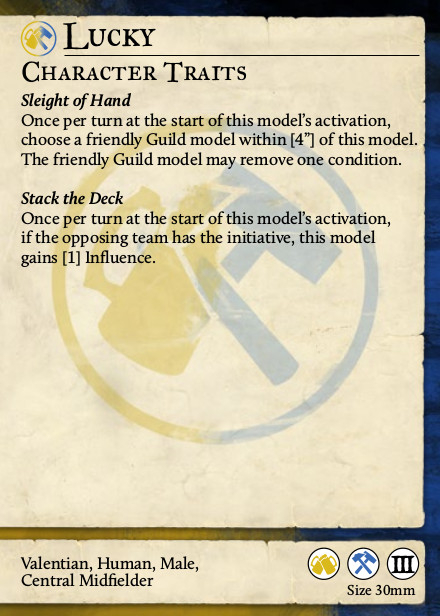 Lucky
Character Traits
Sleight of Hand
Once per turn at the start of this model's activation,
choose a friendly Guild model within [4”] of this model.
The friendly Guild model may remove one condition.
Stack the Deck
Once per turn at the start of this model's activation,
if the opposing team has the initiative, this model
gains [1] Influence.
Valentian, Human, Male,
Central Midfielder
III
Size 30mm